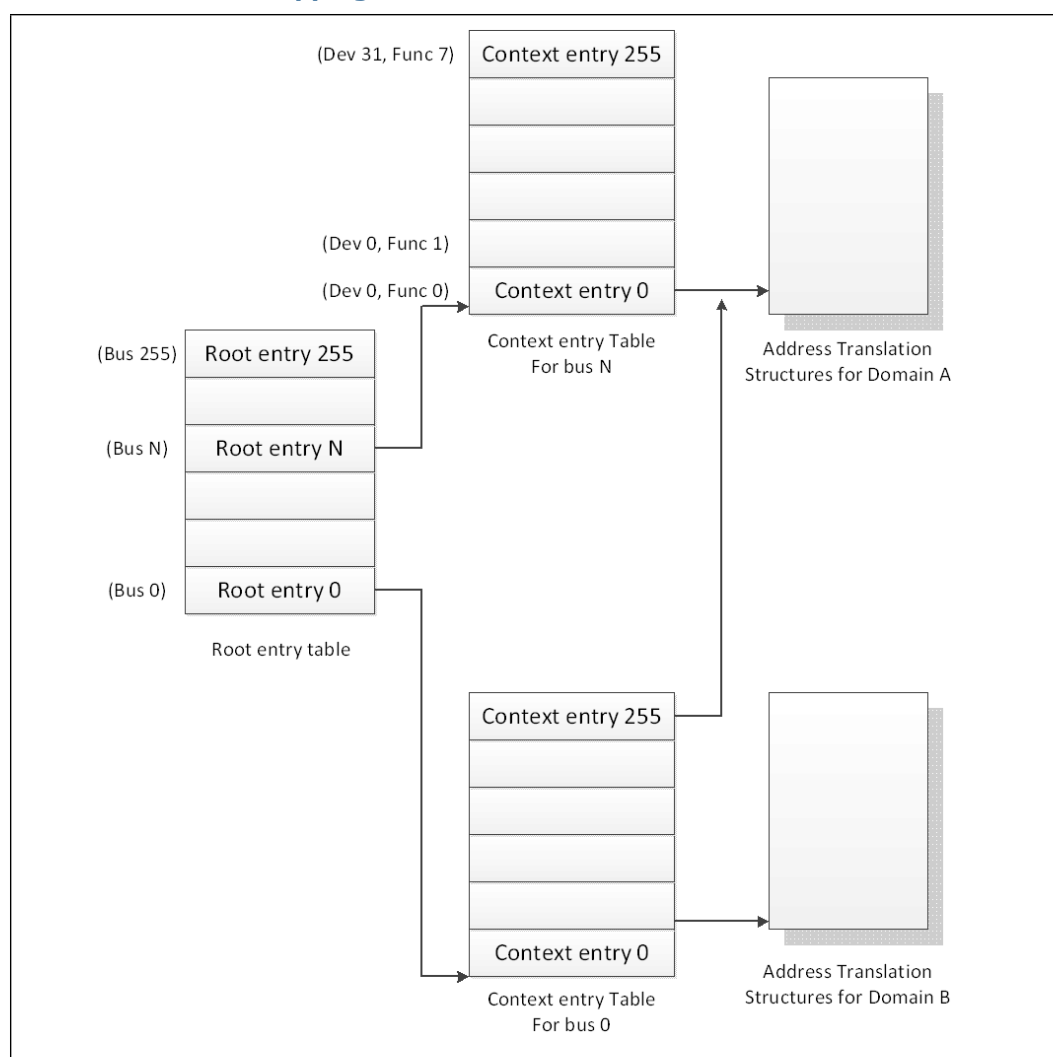 (Dev 31, Func 7)
Context entry 255
(Dev 0, Func 1)
(Dev 0, Func 0)
Context entry 0
Context entry Table
For bus N
Address Translation
Structures for Domain A
(Bus 255)
Root entry 255
(Bus N)
Root entry N
(Bus 0)
Root entry 0
Root entry table
Context entry 255
Context entry 0
Context entry Table
For bus 0
Address Translation
Structures for Domain B